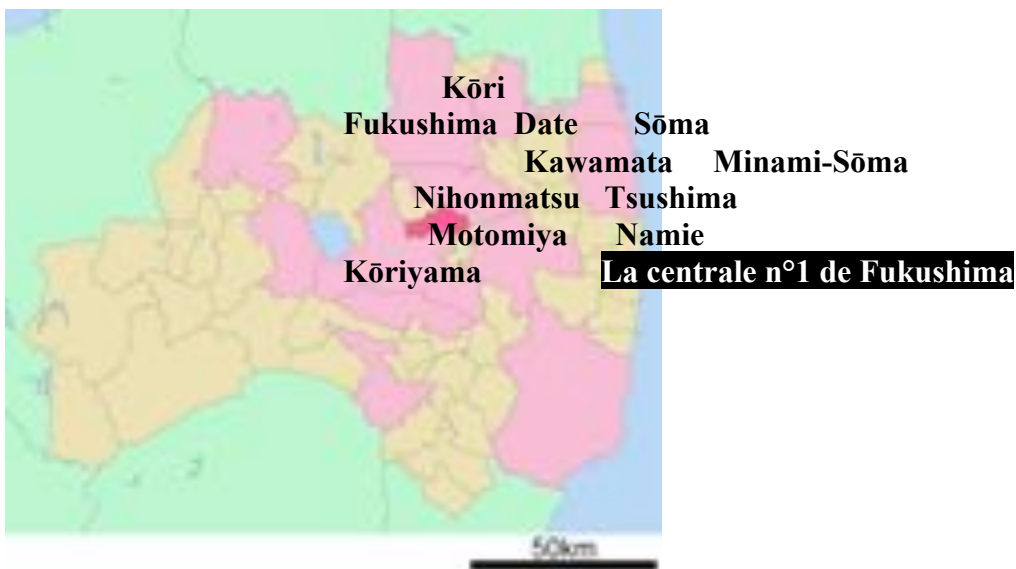 Kōri
Fukushima Date Sōma
Kawamata Minami-Sōma
Nihonmatsu Tsushima
Motomiya Namie
Kōriyama La centrale n°1 de Fukushima
50km